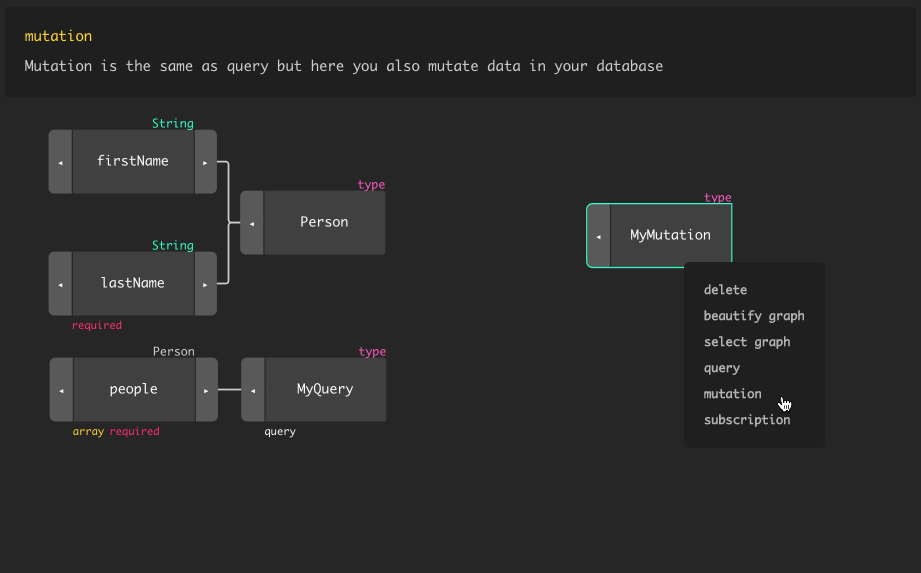 mutation
Mutation is the same as query but here you also mutate data in your database
String
firstName
type
Person
String
lastName
required
Person
people
array required
type
MyQuery
query
type
MyMutation
delete
beautify graph
select graph
query
mutation
subscription